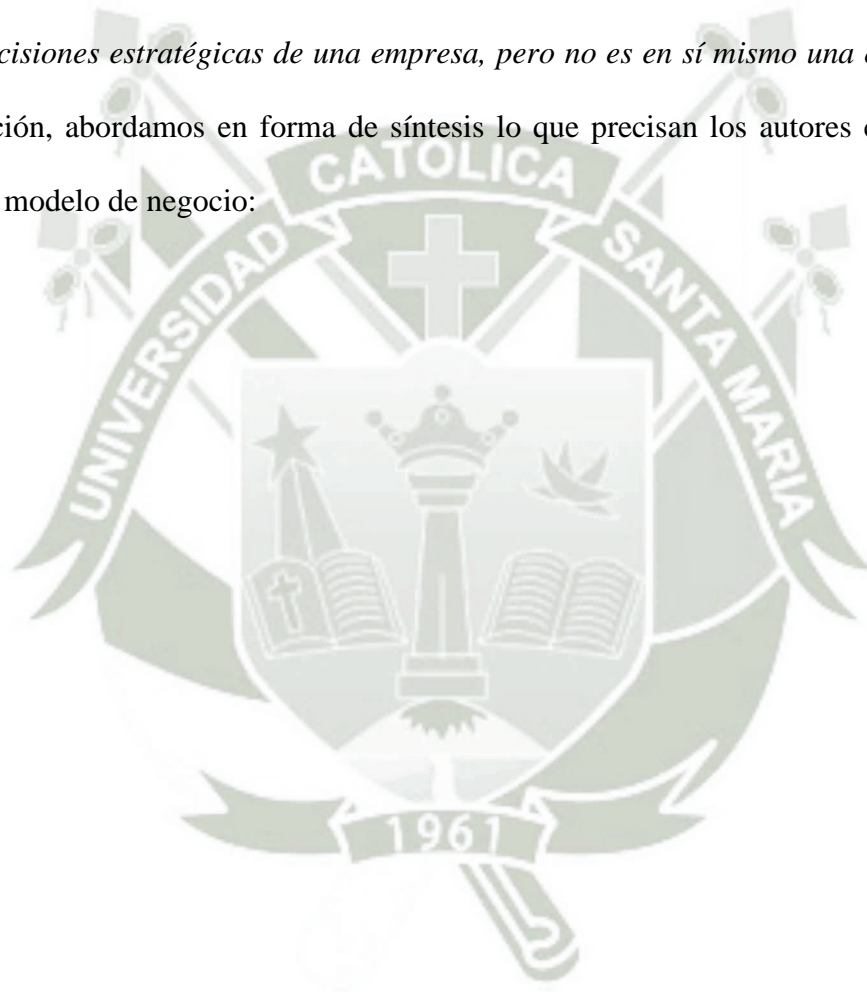 cisiones estratégicas de una empresa, pero no es en sí mismo una
ción, abordamos en forma de síntesis lo que precisan los autores
modelo de negocio:
CATOLICA
UNIVERSIDAD
SANTA MARIA
1961